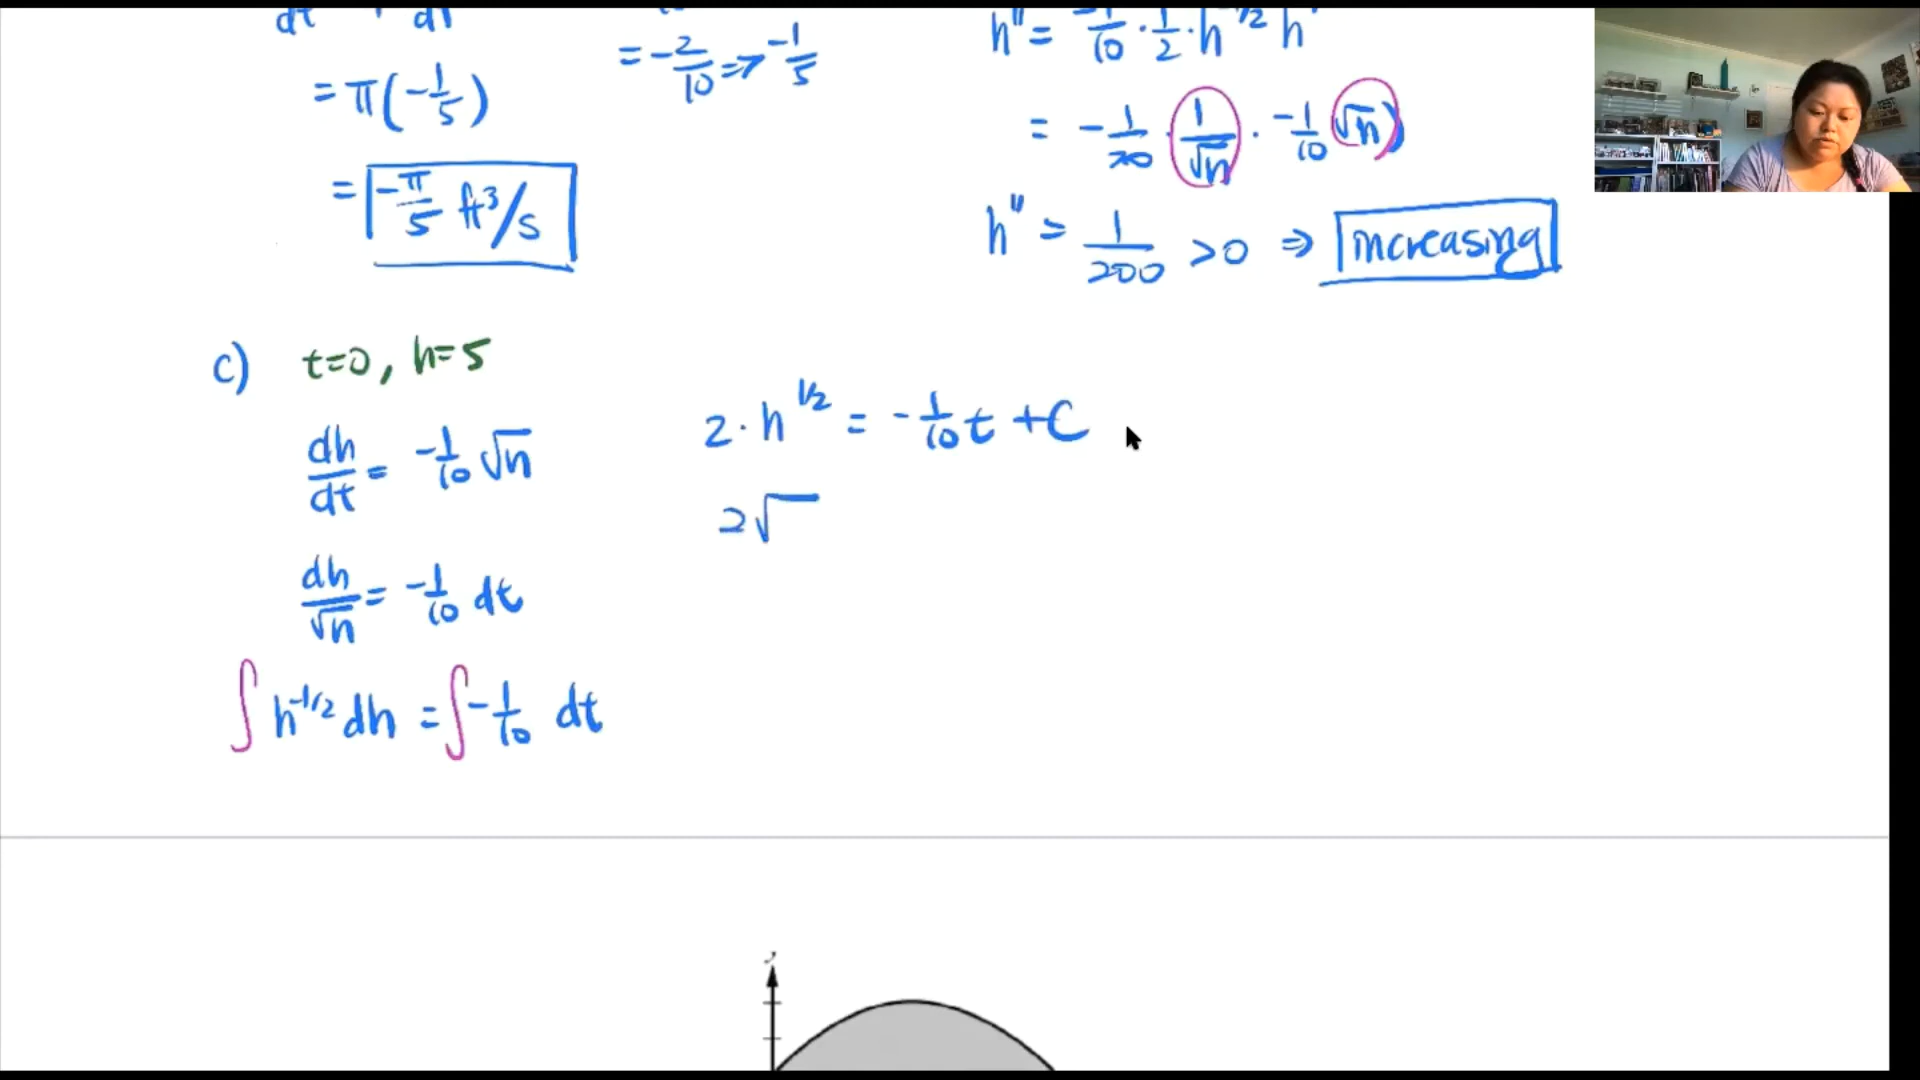 dt dt
= π(-1/5)
= -π/5 ft³/s
= -2/10 => -1/5
h" = -1/10 · 1/2 · h^-1/2 h'
= -1/20 · 1/√h · -1/10 √h)
h" = 1/200 >0 ⇒ increasing
c) t=0, h=5
dh/dt = -1/10 √h
dh/√h = -1/10 dt
∫ h^-1/2 dh = ∫ -1/10 dt
2 · h^1/2 = -1/10 t + C
2√
y